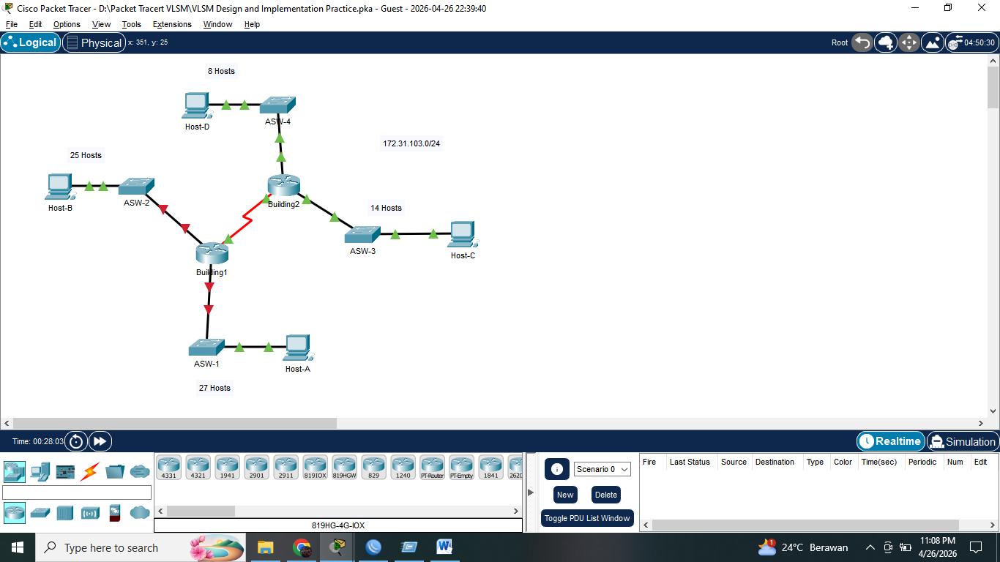 Cisco Packet Tracer - D:\Packet Tracert VLSM\VLSM Design and Implementation Practice.pka - Guest - 2026-04-26 22:39:40
File Edit Options View Tools Extensions Window Help
Logical Physical x: 351, y: 25 Root 04:50:30
8 Hosts
Host-D
ASW-4
172.31.103.0/24
25 Hosts
Host-B
ASW-2
Building2
14 Hosts
ASW-3
Host-C
Building1
ASW-1
Host-A
27 Hosts
Time: 00:28:03 Realtime Simulation
4331 4321 1941 2901 2911 819IOX 819HGW 829 1240 PT-Router PT-Empty 1841 2620
819HG-4G-IOX
Scenario 0
New Delete
Toggle PDU List Window
Fire Last Status Source Destination Type Color Time(sec) Periodic Num Edit
Type here to search
1
24°C Berawan
11:08 PM
4/26/2026